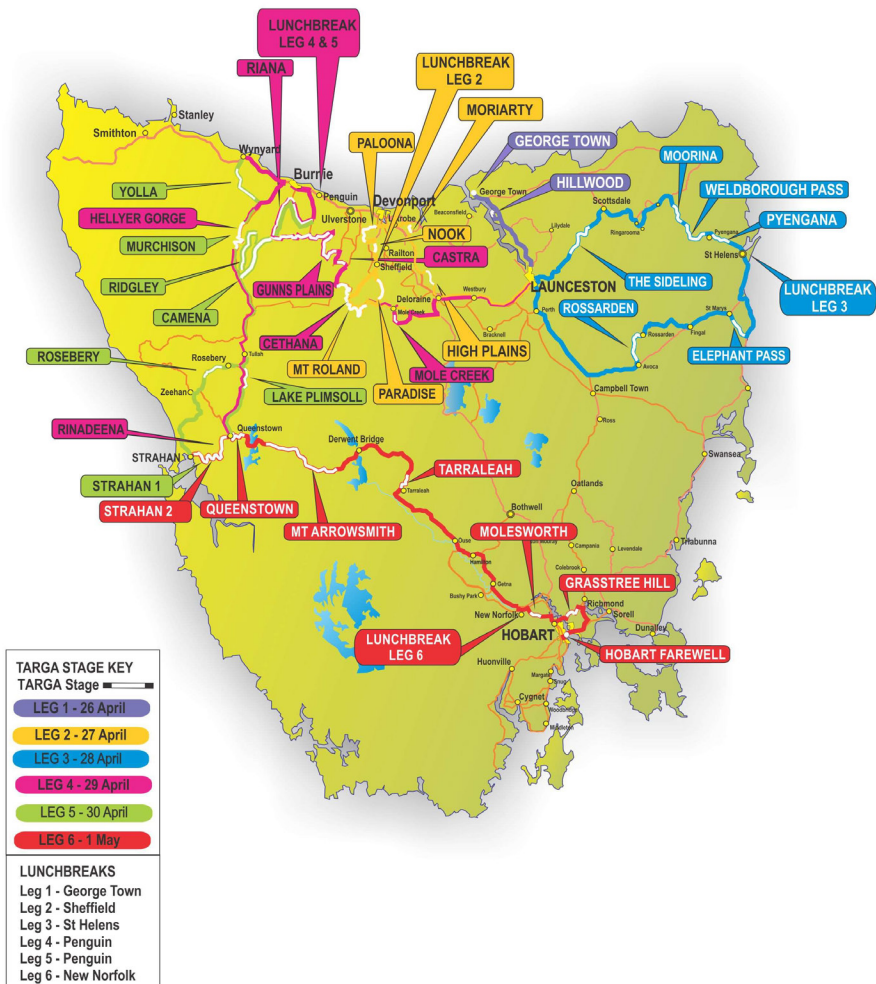 LUNCHBREAK
LEG 4 & 5
RIANA
LUNCHBREAK
LEG 2
MORIARTY
PALOONA
GEORGE TOWN
Stanley
Smithton
Wynyard
Burnie
Penguin
Ulverstone
Devonport
Latrobe
George Town
Beaconsfield
HILLWOOD
MOORINA
WELDBOROUGH PASS
Scottsdale
PYENGANA
YOLLA
HELLYER GORGE
MURCHISON
RIDGLEY
CAMENA
NOOK
Railton
Sheffield
CASTRA
GUNNS PLAINS
Lilydale
Ringarooma
Pyengana
St Helens
THE SIDELING
LAUNCESTON
LUNCHBREAK
LEG 3
Deloraine
Westbury
Mole Creek
Perth
ROSSARDEN
St Marys
CETHANA
MT ROLAND
HIGH PLAINS
Bracknell
Rossarden
Fingal
ELEPHANT PASS
ROSEBERY
Rosebery
Tullah
MOLE CREEK
PARADISE
Avoca
Zeehan
LAKE PLIMSOLL
Campbell Town
RINADEENA
Queenstown
Derwent Bridge
Ross
STRAHAN
STRAHAN 1
STRAHAN 2
QUEENSTOWN
MT ARROWSMITH
TARRALEAH
Tarraleah
Swansea
Oatlands
Bothwell
MOLESWORTH
Ouse
Hamilton
Campania
Lavendale
Triabunna
Colebrook
Getna
Bushy Park
GRASSTREE HILL
New Norfolk
Richmond
Sorell
HOBART
Dunalley
LUNCHBREAK
LEG 6
HOBART FAREWELL
Huonville
Margate
Snug
Cygnet
Woodbridge
Middleton
TARGA STAGE KEY
TARGA Stage
LEG 1 - 26 April
LEG 2 - 27 April
LEG 3 - 28 April
LEG 4 - 29 April
LEG 5 - 30 April
LEG 6 - 1 May
LUNCHBREAKS
Leg 1 - George Town
Leg 2 - Sheffield
Leg 3 - St Helens
Leg 4 - Penguin
Leg 5 - Penguin
Leg 6 - New Norfolk